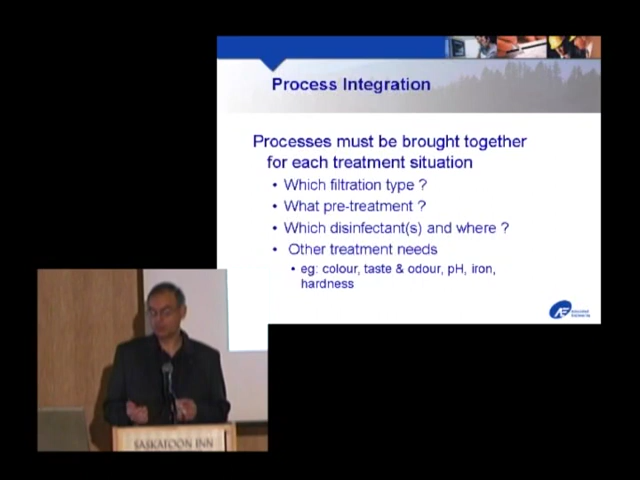 Process Integration
Processes must be brought together
for each treatment situation
• Which filtration type ?
• What pre-treatment ?
• Which disinfectant(s) and where ?
• Other treatment needs
• eg: colour, taste & odour, pH, iron,
hardness
AE
SASKATOON INN